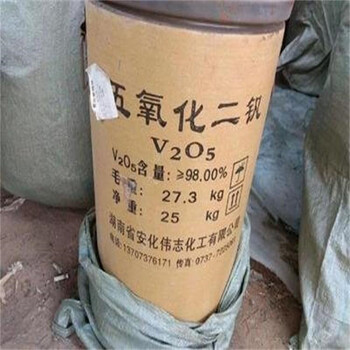 五氧化二钒
V2O5
V2O5含量:≥98.00%
毛重:27.3 kg
净重:25 kg
湖南省安化伟志化工有限公司
电话:13707376171 传真:0737-